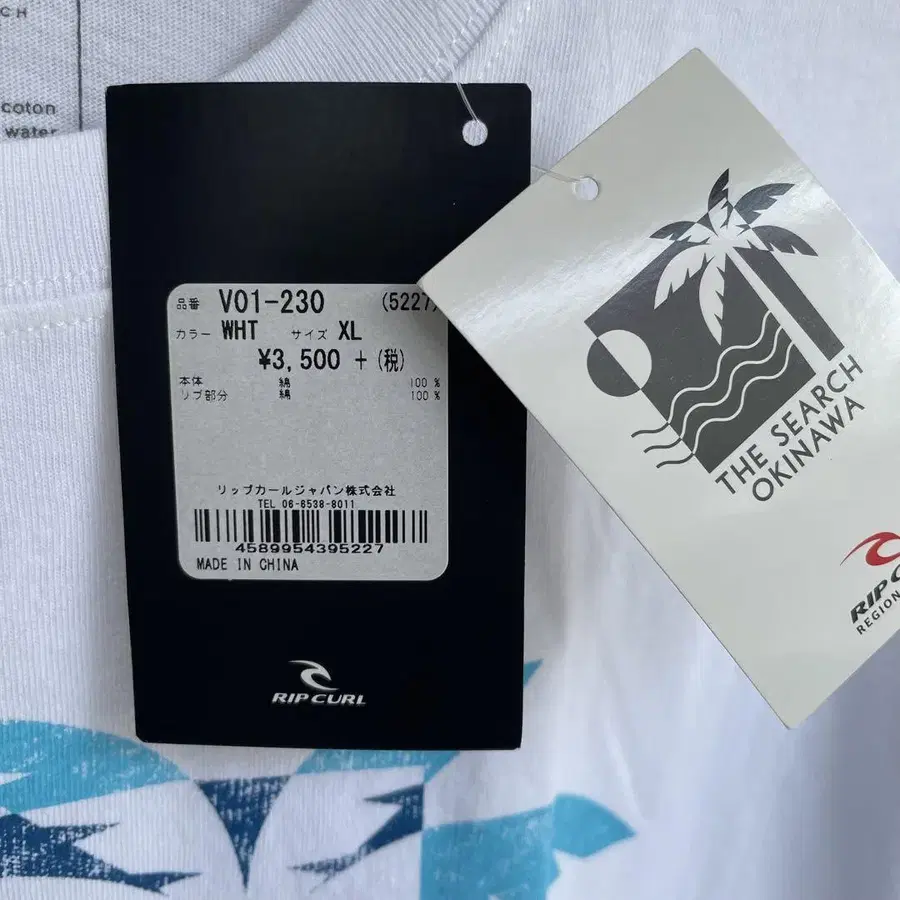 CH
coton
water
品番 V01-230 (5227)
カラー WHT サイズ XL
¥3,500 +(税)
本体 綿 100 %
リブ部分 綿 100 %
リップカールジャパン株式会社
TEL 06-6538-8011
4589954395227
MADE IN CHINA
RIP CURL
THE SEARCH
OKINAWA
RIP C
REGION